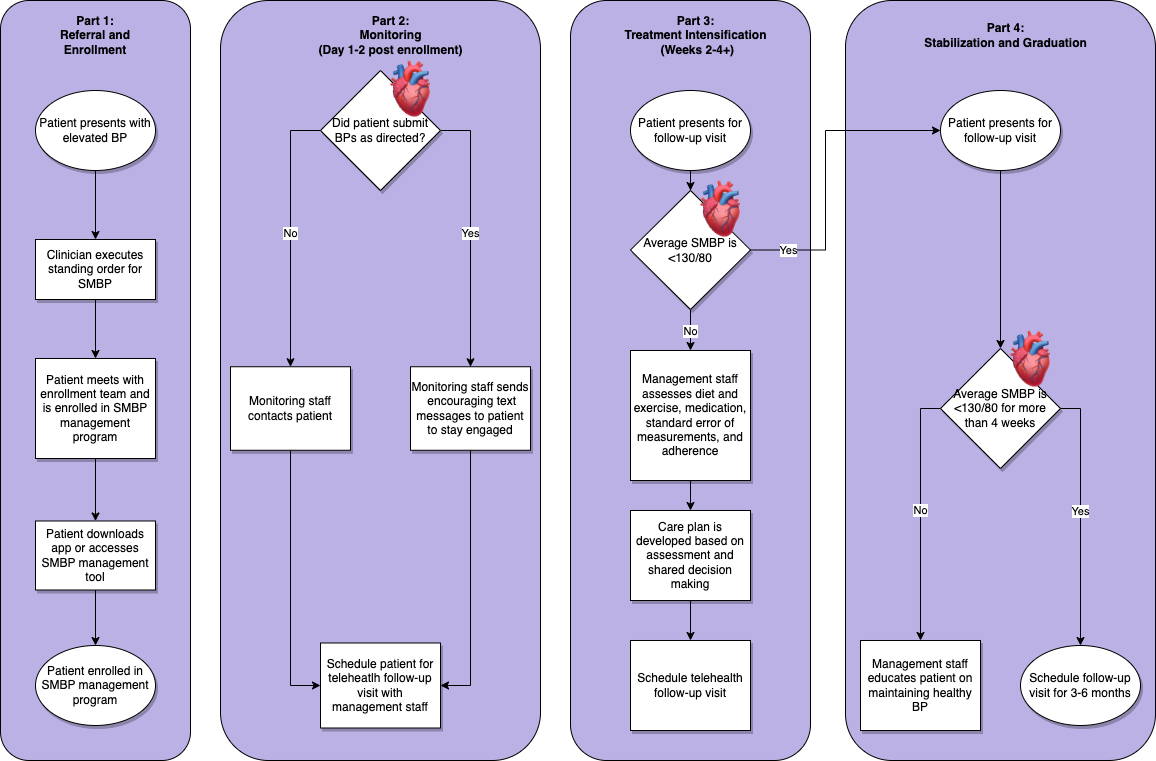 Part 1:
Referral and
Enrollment
Patient presents with
elevated BP
Clinician executes
standing order for
SMBP
Patient meets with
enrollment team and
is enrolled in SMBP
management
program
Patient downloads
app or accesses
SMBP management
tool
Patient enrolled in
SMBP management
program
Part 2:
Monitoring
(Day 1-2 post enrollment)
Did patient submit
BPs as directed?
No
Yes
Monitoring staff
contacts patient
Monitoring staff sends
encouraging text
messages to patient
to stay engaged
Schedule patient for
teleheatlh follow-up
visit with
management staff
Part 3:
Treatment Intensification
(Weeks 2-4+)
Patient presents for
follow-up visit
Average SMBP is
<130/80
Yes
No
Management staff
assesses diet and
exercise, medication,
standard error of
measurements, and
adherence
Care plan is
developed based on
assessment and
shared decision
making
Schedule telehealth
follow-up visit
Part 4:
Stabilization and Graduation
Patient presents for
follow-up visit
Average SMBP is
<130/80 for more
than 4 weeks
No
Yes
Management staff
educates patient on
maintaining healthy
BP
Schedule follow-up
visit for 3-6 months